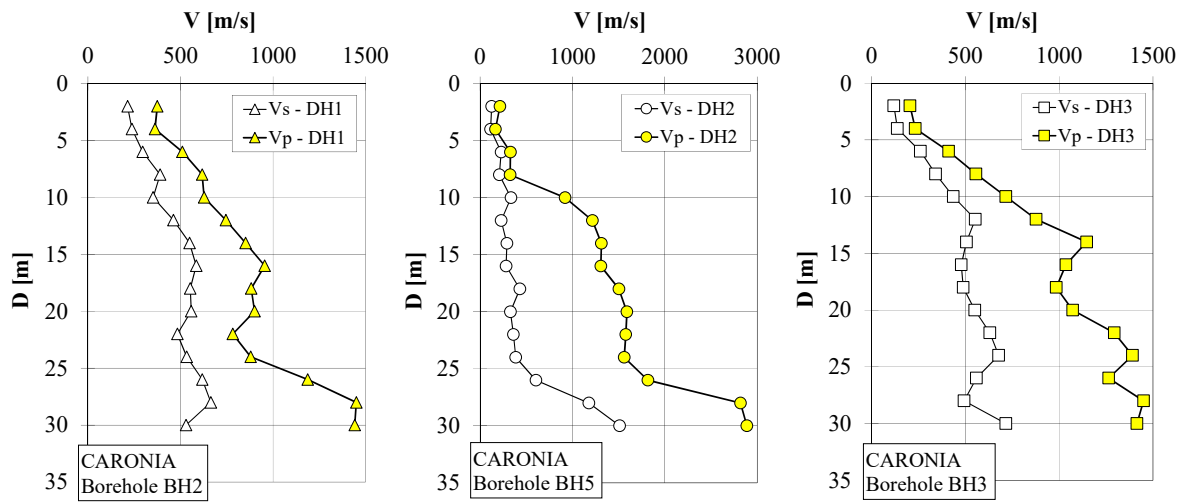 V [m/s]
0 500 1000 1500
0
5
10
15
20
25
30
35
D [m]
Vs - DH1
Vp - DH1
CARONIA
Borehole BH2
V [m/s]
0 1000 2000 3000
0
5
10
15
20
25
30
35
D [m]
Vs - DH2
Vp - DH2
CARONIA
Borehole BH5
V [m/s]
0 500 1000 1500
0
5
10
15
20
25
30
35
D [m]
Vs - DH3
Vp - DH3
CARONIA
Borehole BH3